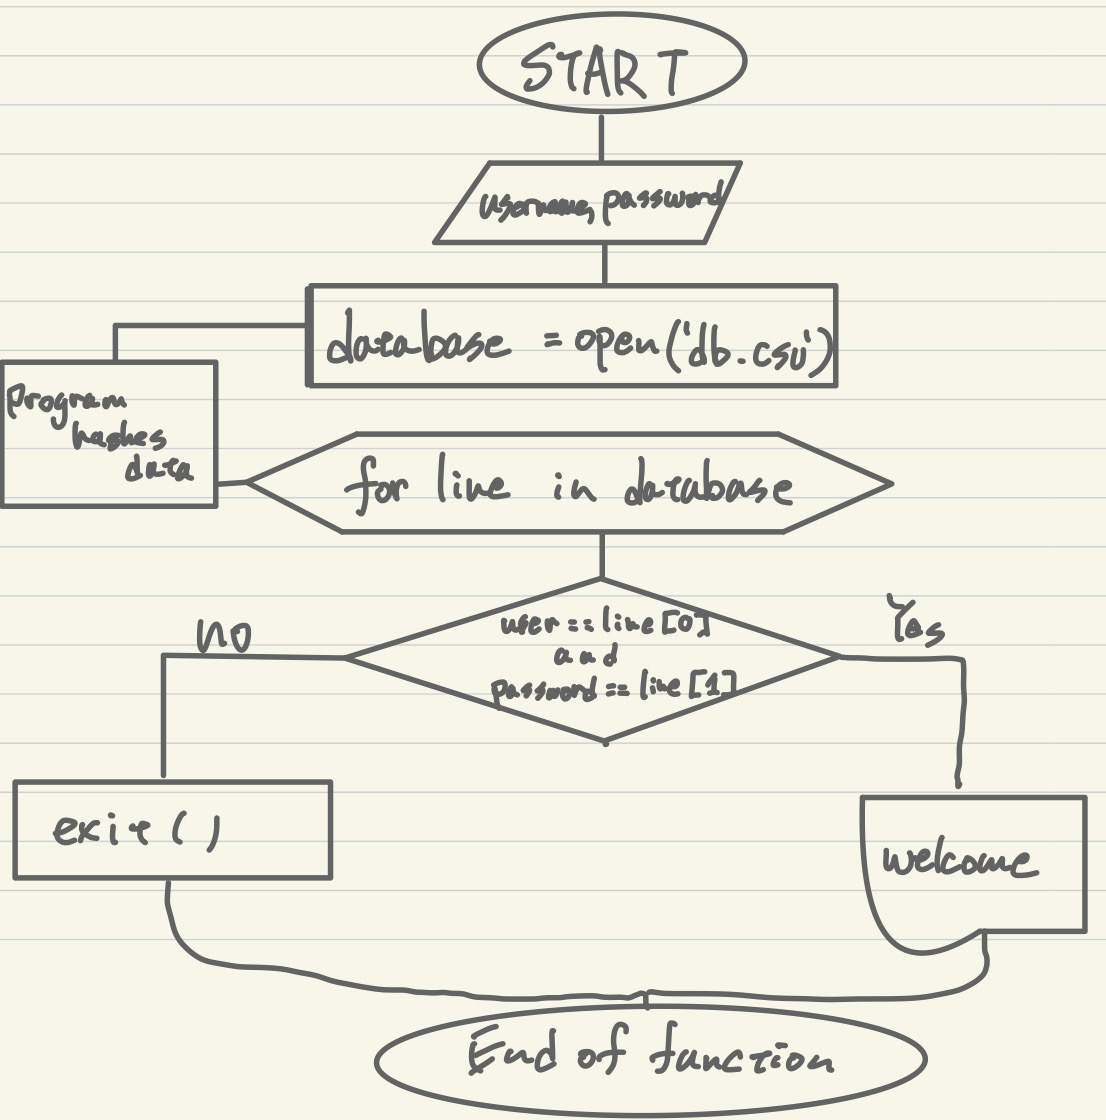 START
username, password
database = open('db.csv')
program
hashes
data
for line in database
user == line [0]
and
password == line [1]
NO
Yes
exit ()
welcome
End of function